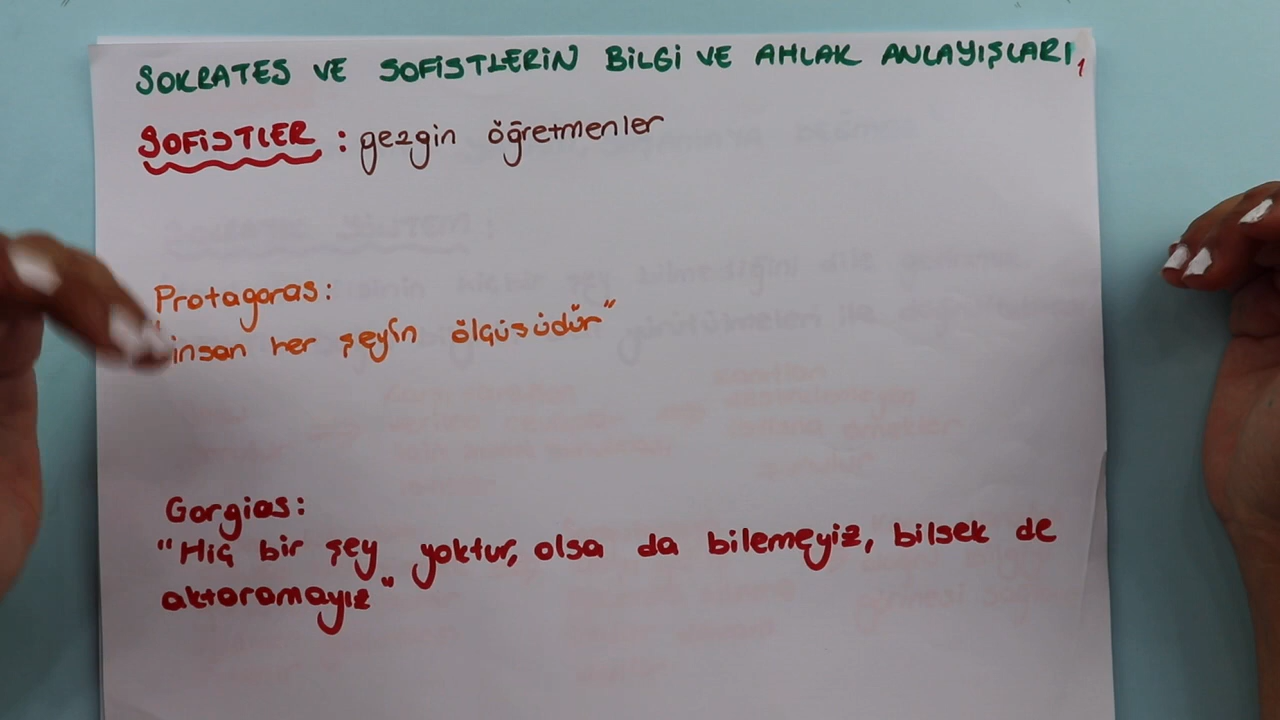 SOKRATES VE SOFİSTLERİN BİLGİ VE AHLAK ANLAYIŞLARI,
SOFİSTLER : gezgin öğretmenler
Protagoras:
"insan her şeyin ölçüsüdür"
Gorgias:
"Hiç bir şey yoktur, olsa da bilemeyiz, bilsek de
aktaramayız"